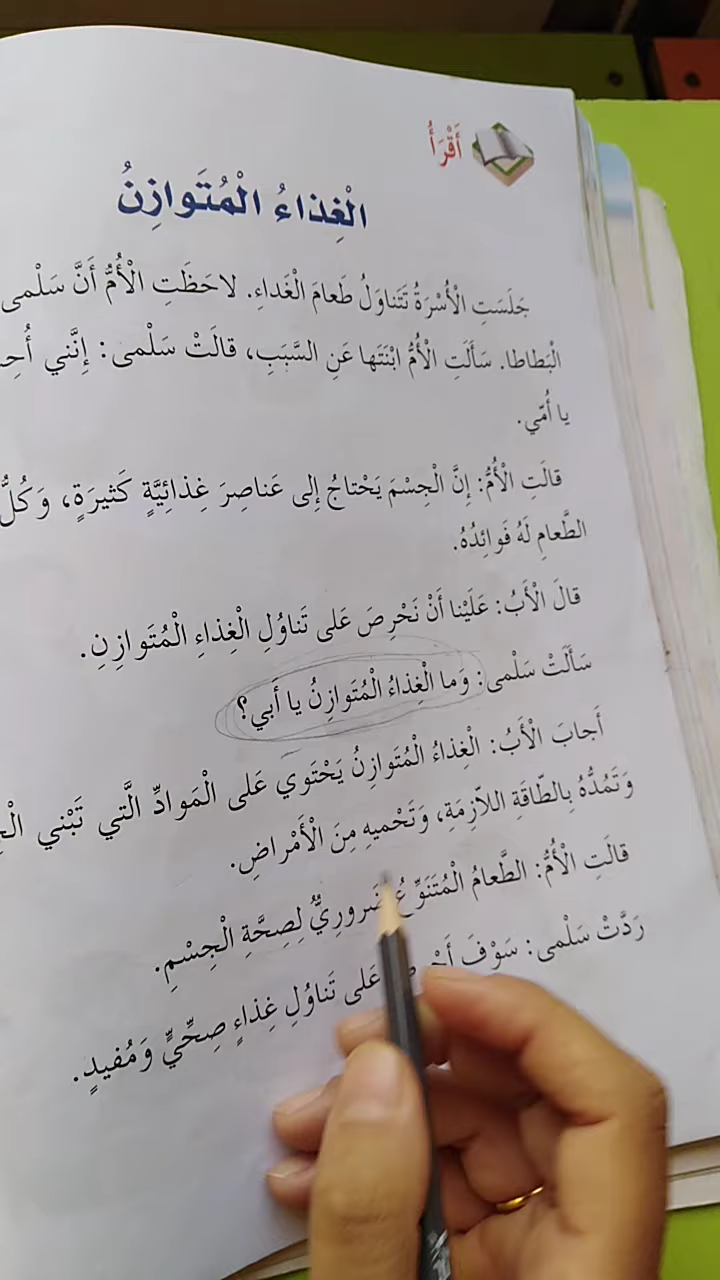 أَقْرَأُ
الْغِذاءُ الْمُتَوازِنُ
جَلَسَتِ الْأُسْرَةُ تَتَناوَلُ طَعامَ الْغَداءِ. لاحَظَتِ الْأُمُّ أَنَّ سَلْمى
الْبَطاطا. سَأَلَتِ الْأُمُّ ابْنَتَها عَنِ السَّبَبِ، قالَتْ سَلْمى: إِنَّني
يا أُمّي.
قالَتِ الْأُمُّ: إِنَّ الْجِسْمَ يَحْتاجُ إِلى عَناصِرَ غِذائِيَّةٍ كَثيرَةٍ، وَكُلُّ
الطَّعامِ لَهُ فَوائِدُهُ.
قالَ الْأَبُ: عَلَيْنا أَنْ نَحْرِصَ عَلى تَناوُلِ الْغِذاءِ الْمُتَوازِنِ.
سَأَلَتْ سَلْمى: وَما الْغِذاءُ الْمُتَوازِنُ يا أَبي؟
أَجابَ الْأَبُ: الْغِذاءُ الْمُتَوازِنُ يَحْتَوي عَلى الْمَوادِّ الَّتي تَبْني
وَتَمُدُّهُ بِالطّاقَةِ اللّازِمَةِ، وَتَحْميهِ مِنَ الْأَمْراضِ.
قالَتِ الْأُمُّ: الطَّعامُ الْمُتَنَوِّعُ ضَرورِيٌّ لِصِحَّةِ الْجِسْمِ.
رَدَّتْ سَلْمى: سَوْفَ عَلى تَناوُلِ غِذاءٍ صِحِّيٍّ وَمُفيدٍ.